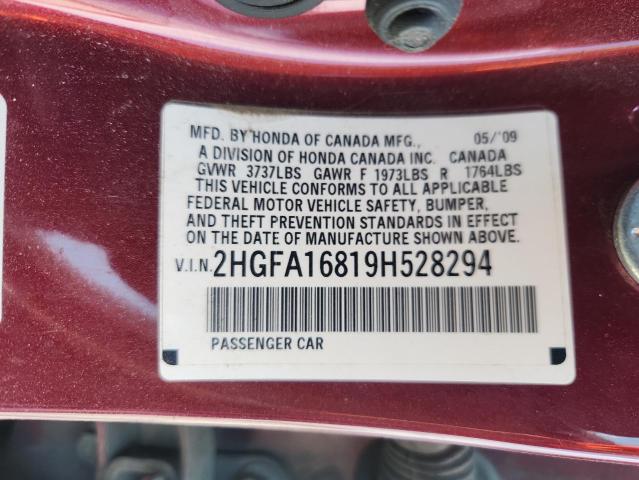 MFD. BY HONDA OF CANADA MFG., 05/'09
A DIVISION OF HONDA CANADA INC. CANADA
GVWR 3737LBS GAWR F 1973LBS R 1764LBS
THIS VEHICLE CONFORMS TO ALL APPLICABLE
FEDERAL MOTOR VEHICLE SAFETY, BUMPER,
AND THEFT PREVENTION STANDARDS IN EFFECT
ON THE DATE OF MANUFACTURE SHOWN ABOVE.
V.I.N. 2HGFA16819H528294
PASSENGER CAR